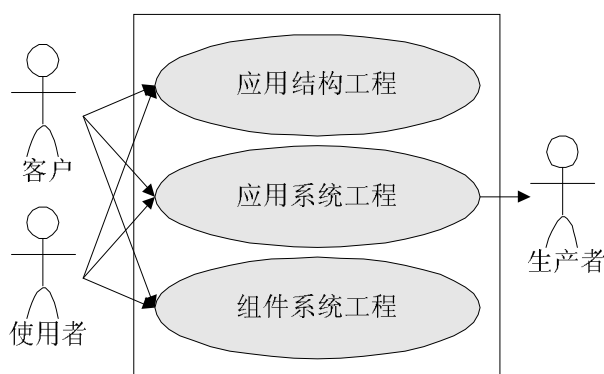 应用结构工程
客户
应用系统工程
生产者
组件系统工程
使用者